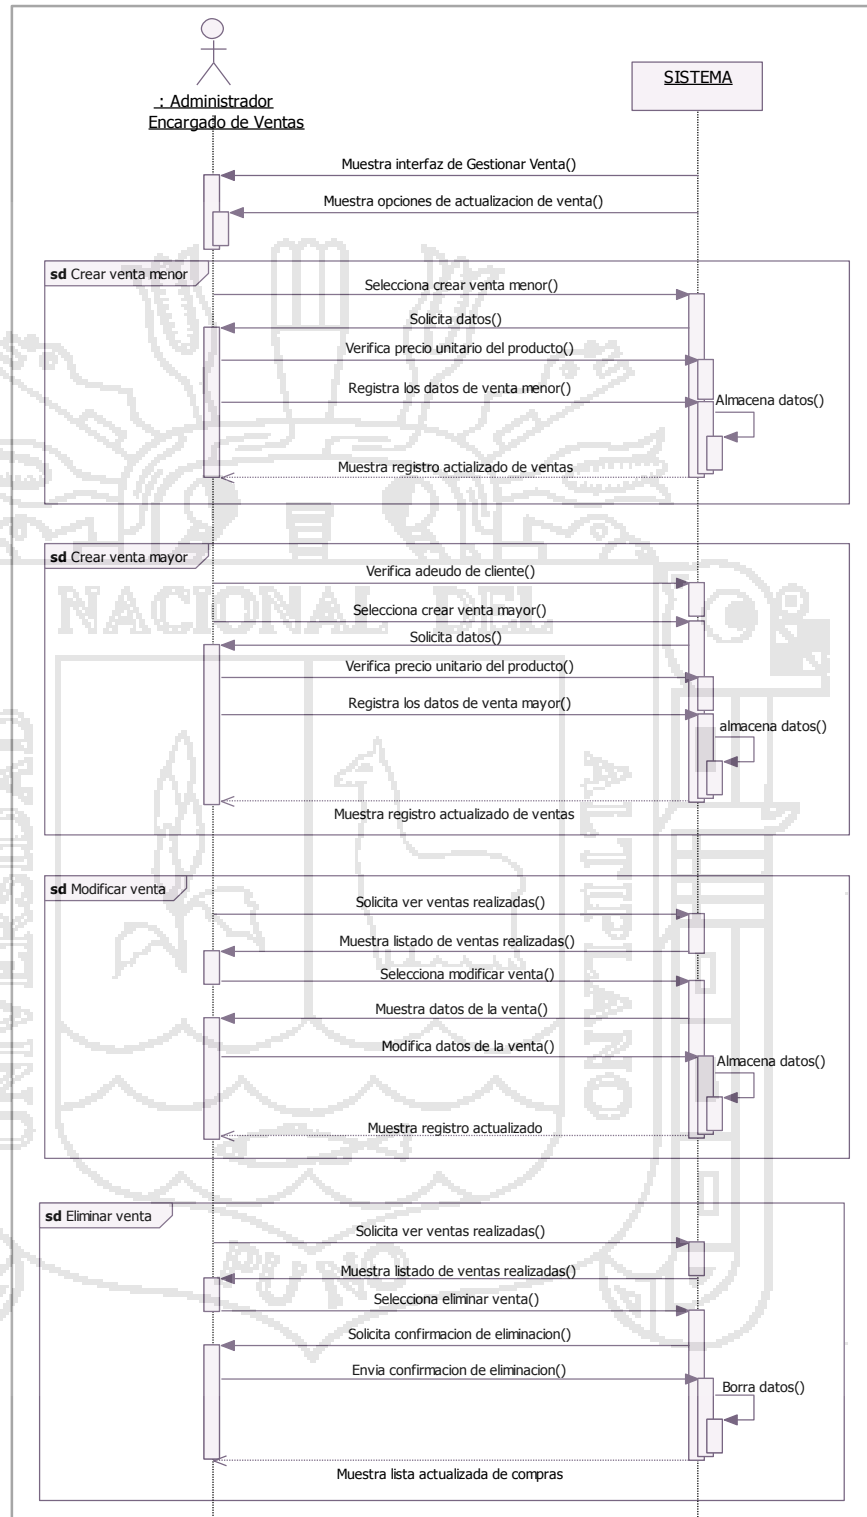 : Administrador
Encargado de Ventas
SISTEMA
Muestra interfaz de Gestionar Venta()
Muestra opciones de actualizacion de venta()
sd Crear venta menor
Selecciona crear venta menor()
Solicita datos()
Verifica precio unitario del producto()
Registra los datos de venta menor()
Almacena datos()
Muestra registro actializado de ventas
sd Crear venta mayor
Verifica adeudo de cliente()
Selecciona crear venta mayor()
Solicita datos()
Verifica precio unitario del producto()
Registra los datos de venta mayor()
almacena datos()
Muestra registro actualizado de ventas
sd Modificar venta
Solicita ver ventas realizadas()
Muestra listado de ventas realizadas()
Selecciona modificar venta()
Muestra datos de la venta()
Modifica datos de la venta()
Almacena datos()
Muestra registro actualizado
sd Eliminar venta
Solicita ver ventas realizadas()
Muestra listado de ventas realizadas()
Selecciona eliminar venta()
Solicita confirmacion de eliminacion()
Envia confirmacion de eliminacion()
Borra datos()
Muestra lista actualizada de compras
UNIVERSIDAD
NACIONAL DEL
ALTIPLANO
PUNO